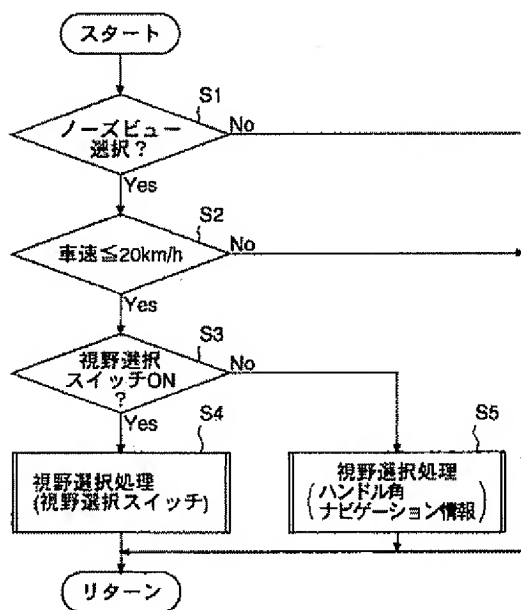 スタート
S1
ノーズビュー
選択?
No
Yes
S2
車速≦20km/h
No
Yes
S3
視野選択
スイッチON
?
No
Yes
S4
視野選択処理
(視野選択スイッチ)
S5
視野選択処理
(ハンドル角
ナビゲーション情報)
リターン